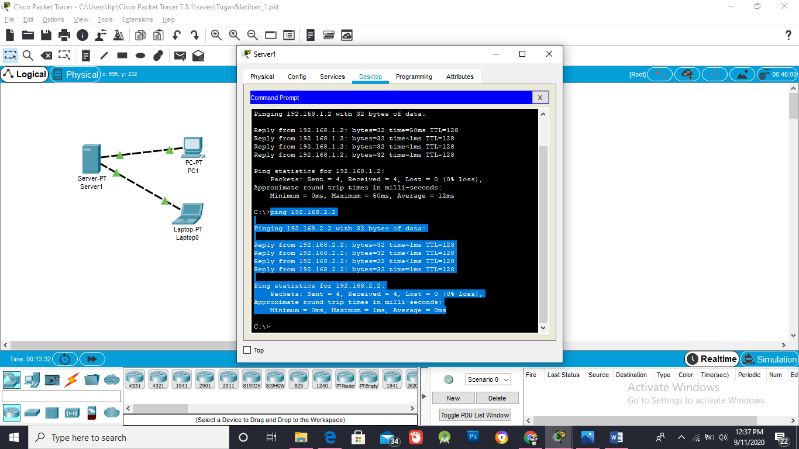 Cisco Packet Tracer - C:\Users\hp\Cisco Packet Tracer 7.3.1\saves\Tugas&latihan_1.pkt
File Edit Options View Tools Extensions Help
Logical
Physical
x: 598, y: 232
[Root]
06:46:00
Server-PT
Server1
PC-PT
PC1
Laptop-PT
Laptop0
Server1
Physical Config Services Desktop Programming Attributes
Command Prompt
X
Pinging 192.168.1.2 with 32 bytes of data:
Reply from 192.168.1.2: bytes=32 time=50ms TTL=128
Reply from 192.168.1.2: bytes=32 time<1ms TTL=128
Reply from 192.168.1.2: bytes=32 time<1ms TTL=128
Reply from 192.168.1.2: bytes=32 time<1ms TTL=128
Ping statistics for 192.168.1.2:
Packets: Sent = 4, Received = 4, Lost = 0 (0% loss),
Approximate round trip times in milli-seconds:
Minimum = 0ms, Maximum = 50ms, Average = 12ms
C:\>ping 192.168.2.2
Pinging 192.168.2.2 with 32 bytes of data:
Reply from 192.168.2.2: bytes=32 time=1ms TTL=128
Reply from 192.168.2.2: bytes=32 time<1ms TTL=128
Reply from 192.168.2.2: bytes=32 time<1ms TTL=128
Reply from 192.168.2.2: bytes=32 time=1ms TTL=128
Ping statistics for 192.168.2.2:
Packets: Sent = 4, Received = 4, Lost = 0 (0% loss),
Approximate round trip times in milli-seconds:
Minimum = 0ms, Maximum = 1ms, Average = 0ms
C:\>
Top
Time: 00:13:32
Realtime
Simulation
4331 4321 1941 2901 2911 819IOX 819HGW 829 1240 PT-Router PT-Empty 1841 2620
(Select a Device to Drag and Drop to the Workspace)
Scenario 0
New
Delete
Toggle PDU List Window
Fire Last Status Source Destination Type Color Time(sec) Periodic Num Ed
Activate Windows
Go to Settings to activate Windows.
Type here to search
34
12:37 PM
9/11/2020
22